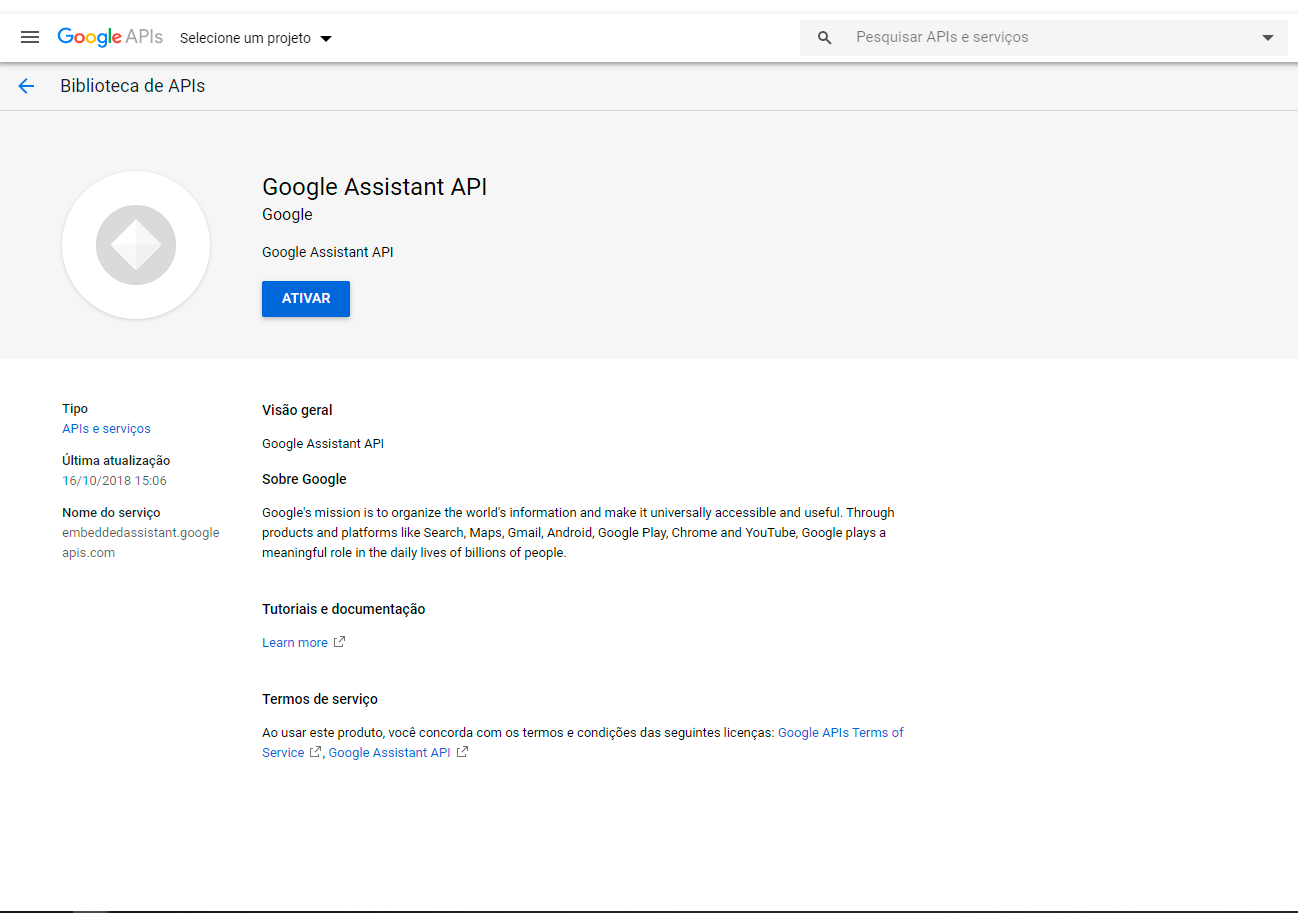 Google APIs Selecione um projeto Pesquisar APIs e serviços
Biblioteca de APIs
Google Assistant API
Google
Google Assistant API
ATIVAR
Tipo
APIs e serviços
Última atualização
16/10/2018 15:06
Nome do serviço
embeddedassistant.google
apis.com
Visão geral
Google Assistant API
Sobre Google
Google's mission is to organize the world's information and make it universally accessible and useful. Through
products and platforms like Search, Maps, Gmail, Android, Google Play, Chrome and YouTube, Google plays a
meaningful role in the daily lives of billions of people.
Tutoriais e documentação
Learn more
Termos de serviço
Ao usar este produto, você concorda com os termos e condições das seguintes licenças: Google APIs Terms of
Service , Google Assistant API